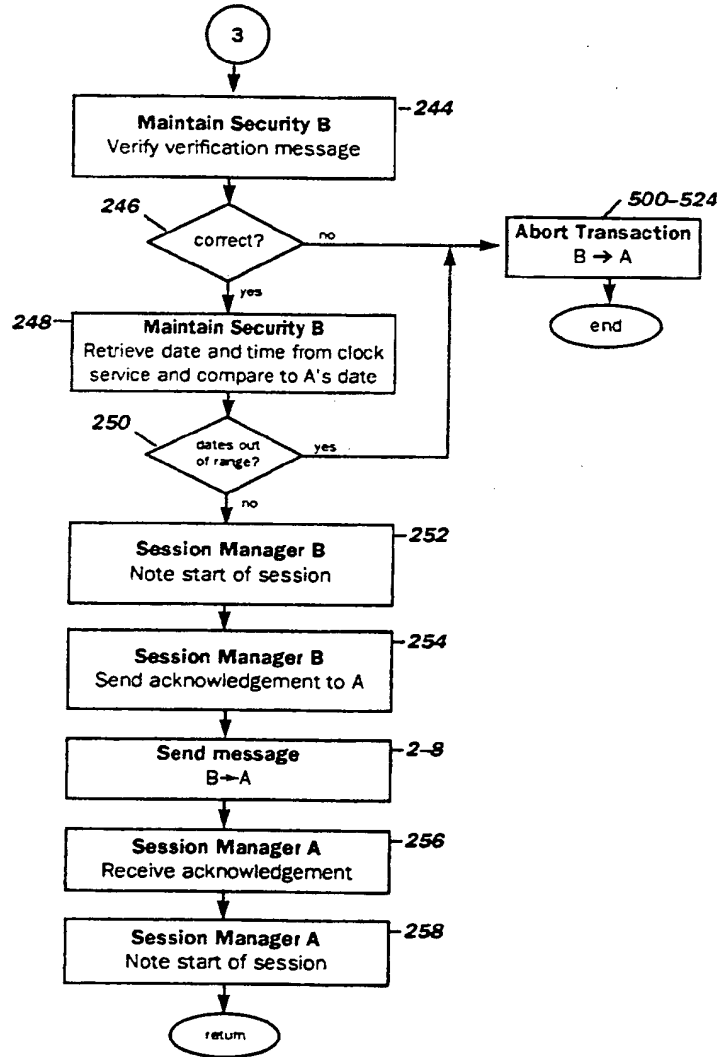 3
244
Maintain Security B
Verify verification message
246
correct?
no
yes
500-524
Abort Transaction
B → A
end
248
Maintain Security B
Retrieve date and time from clock
service and compare to A's date
250
dates out
of range?
yes
no
252
Session Manager B
Note start of session
254
Session Manager B
Send acknowledgement to A
2-8
Send message
B→A
256
Session Manager A
Receive acknowledgement
258
Session Manager A
Note start of session
return